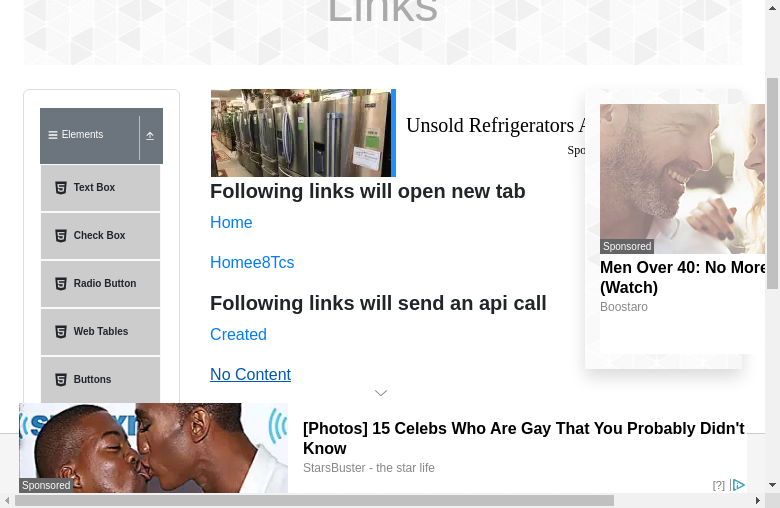 Links
Elements
Text Box
Check Box
Radio Button
Web Tables
Buttons
Unsold Refrigerators
Following links will open new tab
Home
Homee8Tcs
Following links will send an api call
Created
No Content
Sponsored
Men Over 40: No More
(Watch)
Boostaro
Sponsored
[Photos] 15 Celebs Who Are Gay That You Probably Didn't
Know
StarsBuster - the star life
[?]